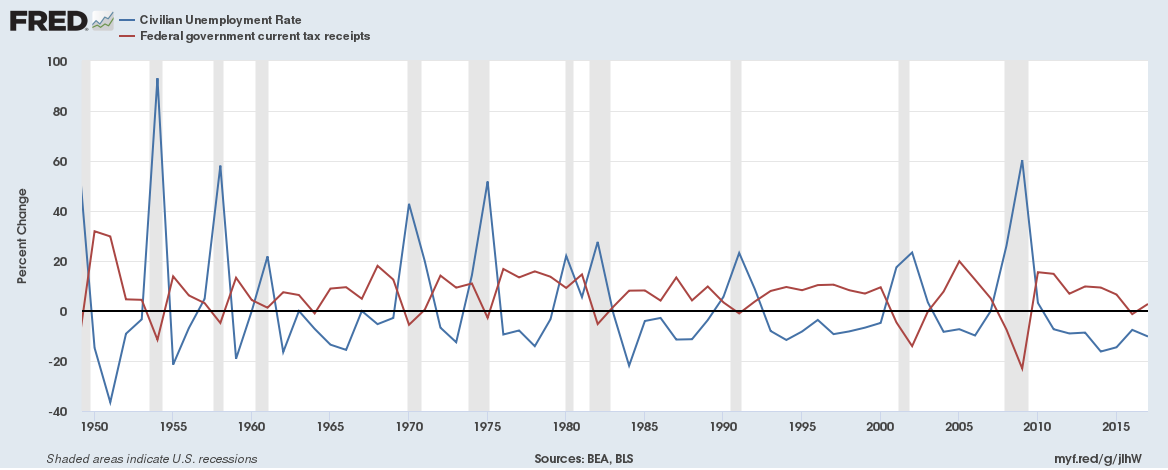 FRED
Civilian Unemployment Rate
Federal government current tax receipts
Percent Change
100
80
60
40
20
0
-20
-40
1950 1955 1960 1965 1970 1975 1980 1985 1990 1995 2000 2005 2010 2015
Shaded areas indicate U.S. recessions
Sources: BEA, BLS
myf.red/g/jlhW